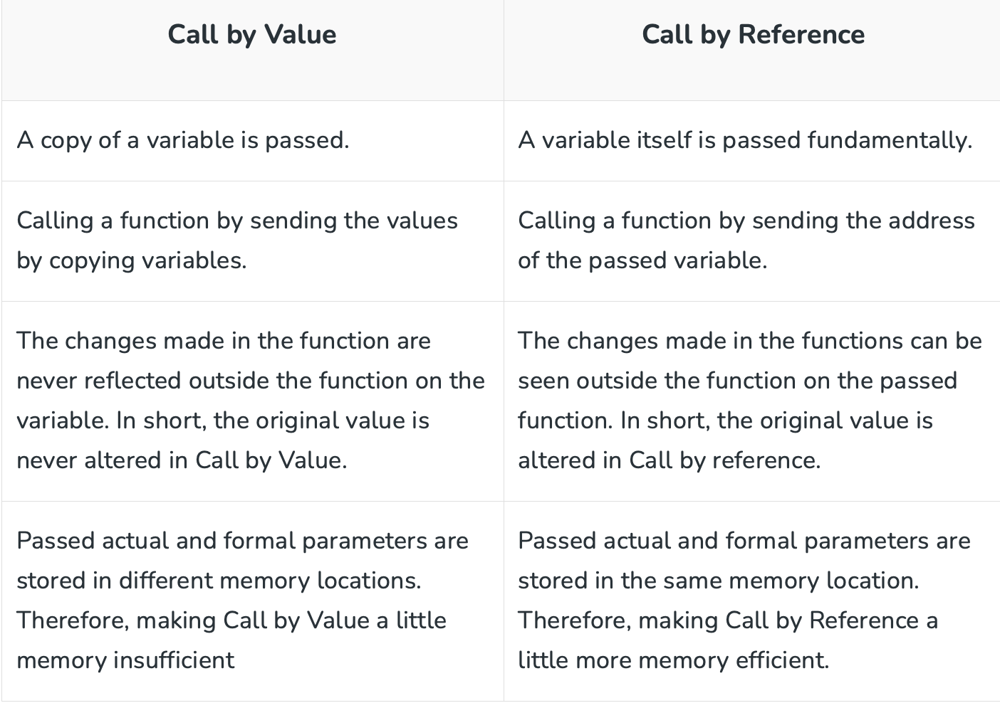 Call by Value
Call by Reference
A copy of a variable is passed.
A variable itself is passed fundamentally.
Calling a function by sending the values
by copying variables.
Calling a function by sending the address
of the passed variable.
The changes made in the function are
never reflected outside the function on the
variable. In short, the original value is
never altered in Call by Value.
The changes made in the functions can be
seen outside the function on the passed
function. In short, the original value is
altered in Call by reference.
Passed actual and formal parameters are
stored in different memory locations.
Therefore, making Call by Value a little
memory insufficient
Passed actual and formal parameters are
stored in the same memory location.
Therefore, making Call by Reference a
little more memory efficient.